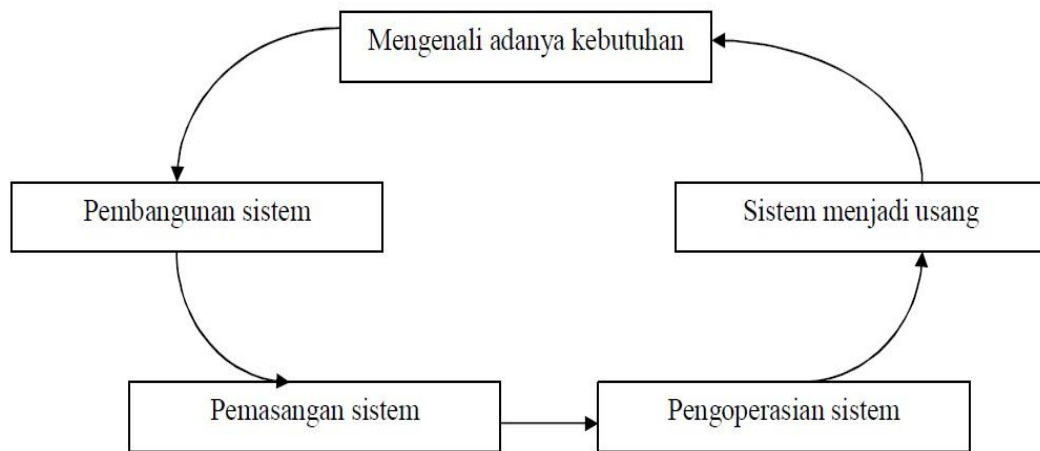 Mengenali adanya kebutuhan
Pembangunan sistem
Sistem menjadi usang
Pemasangan sistem
Pengoperasian sistem